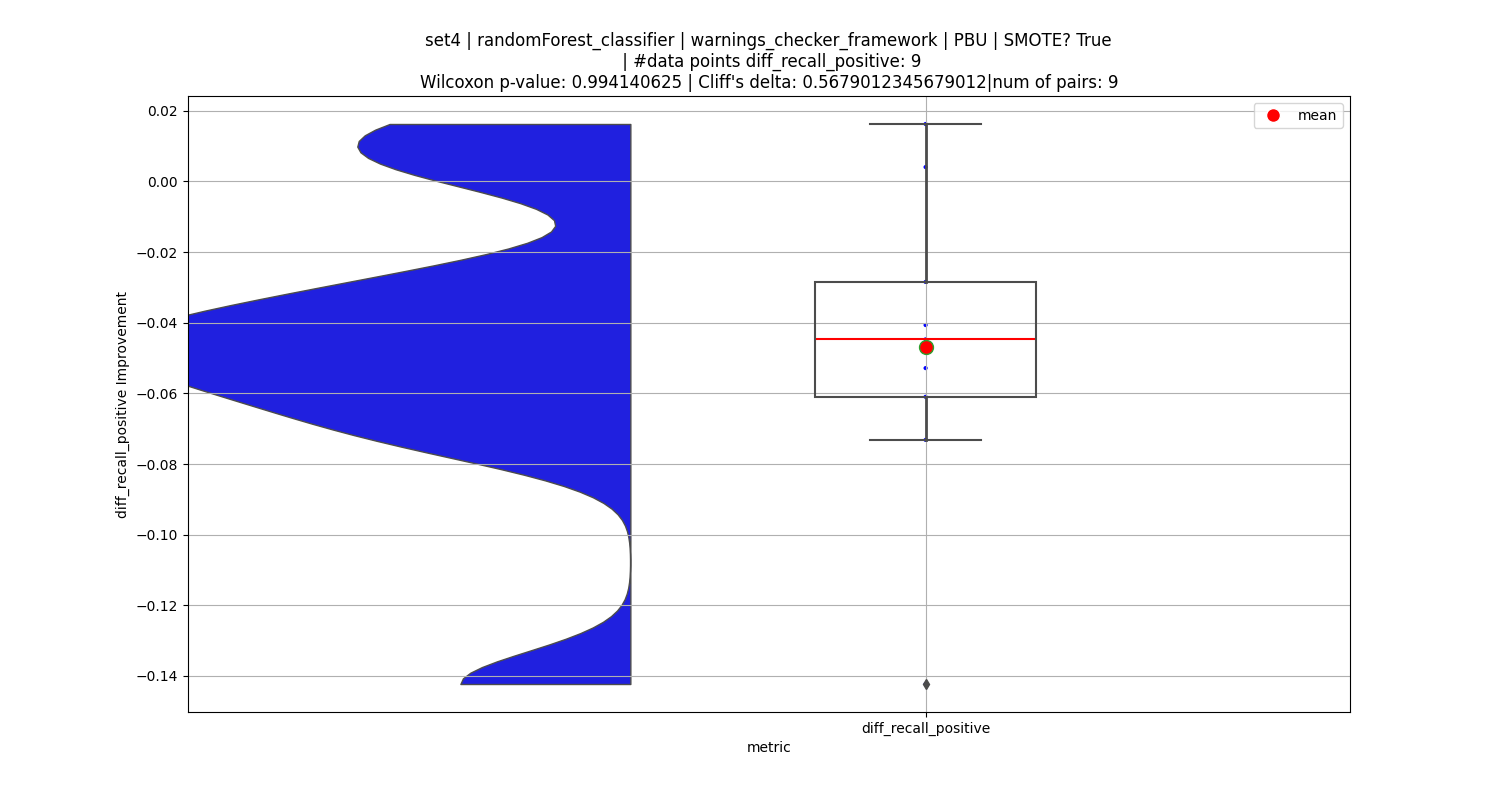 set4 | randomForest_classifier | warnings_checker_framework | PBU | SMOTE? True
| #data points diff_recall_positive: 9
Wilcoxon p-value: 0.994140625 | Cliff's delta: 0.5679012345679012|num of pairs: 9
mean
0.02
0.00
−0.02
−0.04
−0.06
−0.08
−0.10
−0.12
−0.14
diff_recall_positive Improvement
diff_recall_positive
metric